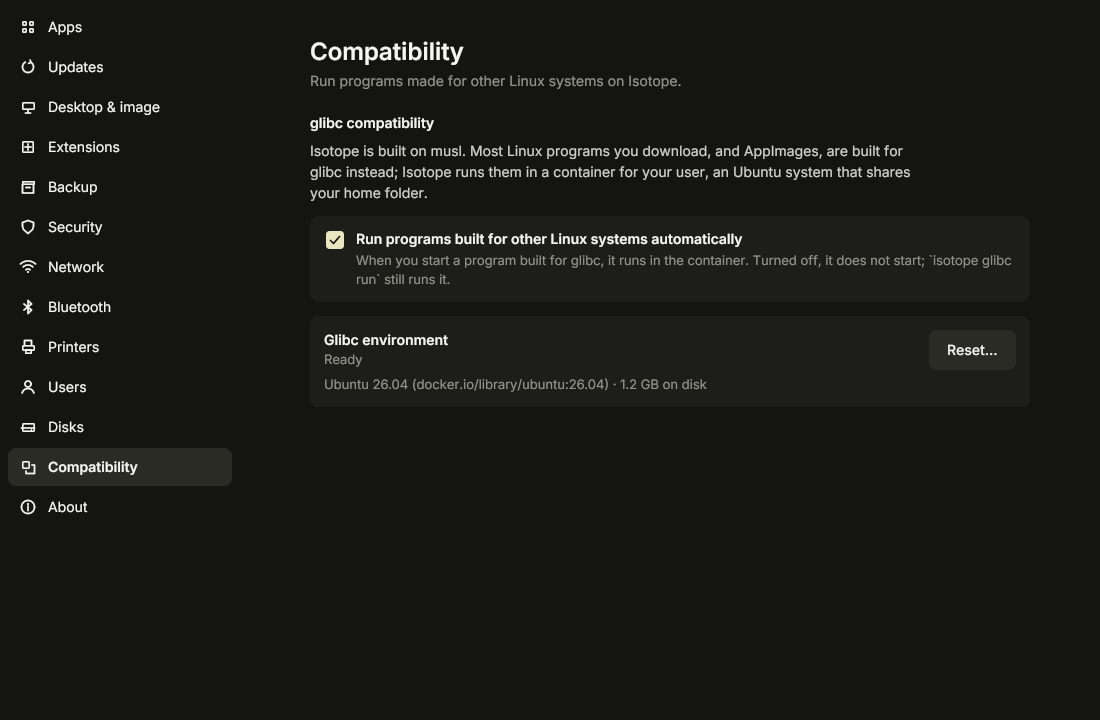 Apps
Updates
Desktop & image
Extensions
Backup
Security
Network
Bluetooth
Printers
Users
Disks
Compatibility
About
Compatibility
Run programs made for other Linux systems on Isotope.
glibc compatibility
Isotope is built on musl. Most Linux programs you download, and AppImages, are built for
glibc instead; Isotope runs them in a container for your user, an Ubuntu system that shares
your home folder.
Run programs built for other Linux systems automatically
When you start a program built for glibc, it runs in the container. Turned off, it does not start; `isotope glibc
run` still runs it.
Glibc environment
Ready
Ubuntu 26.04 (docker.io/library/ubuntu:26.04) · 1.2 GB on disk
Reset...